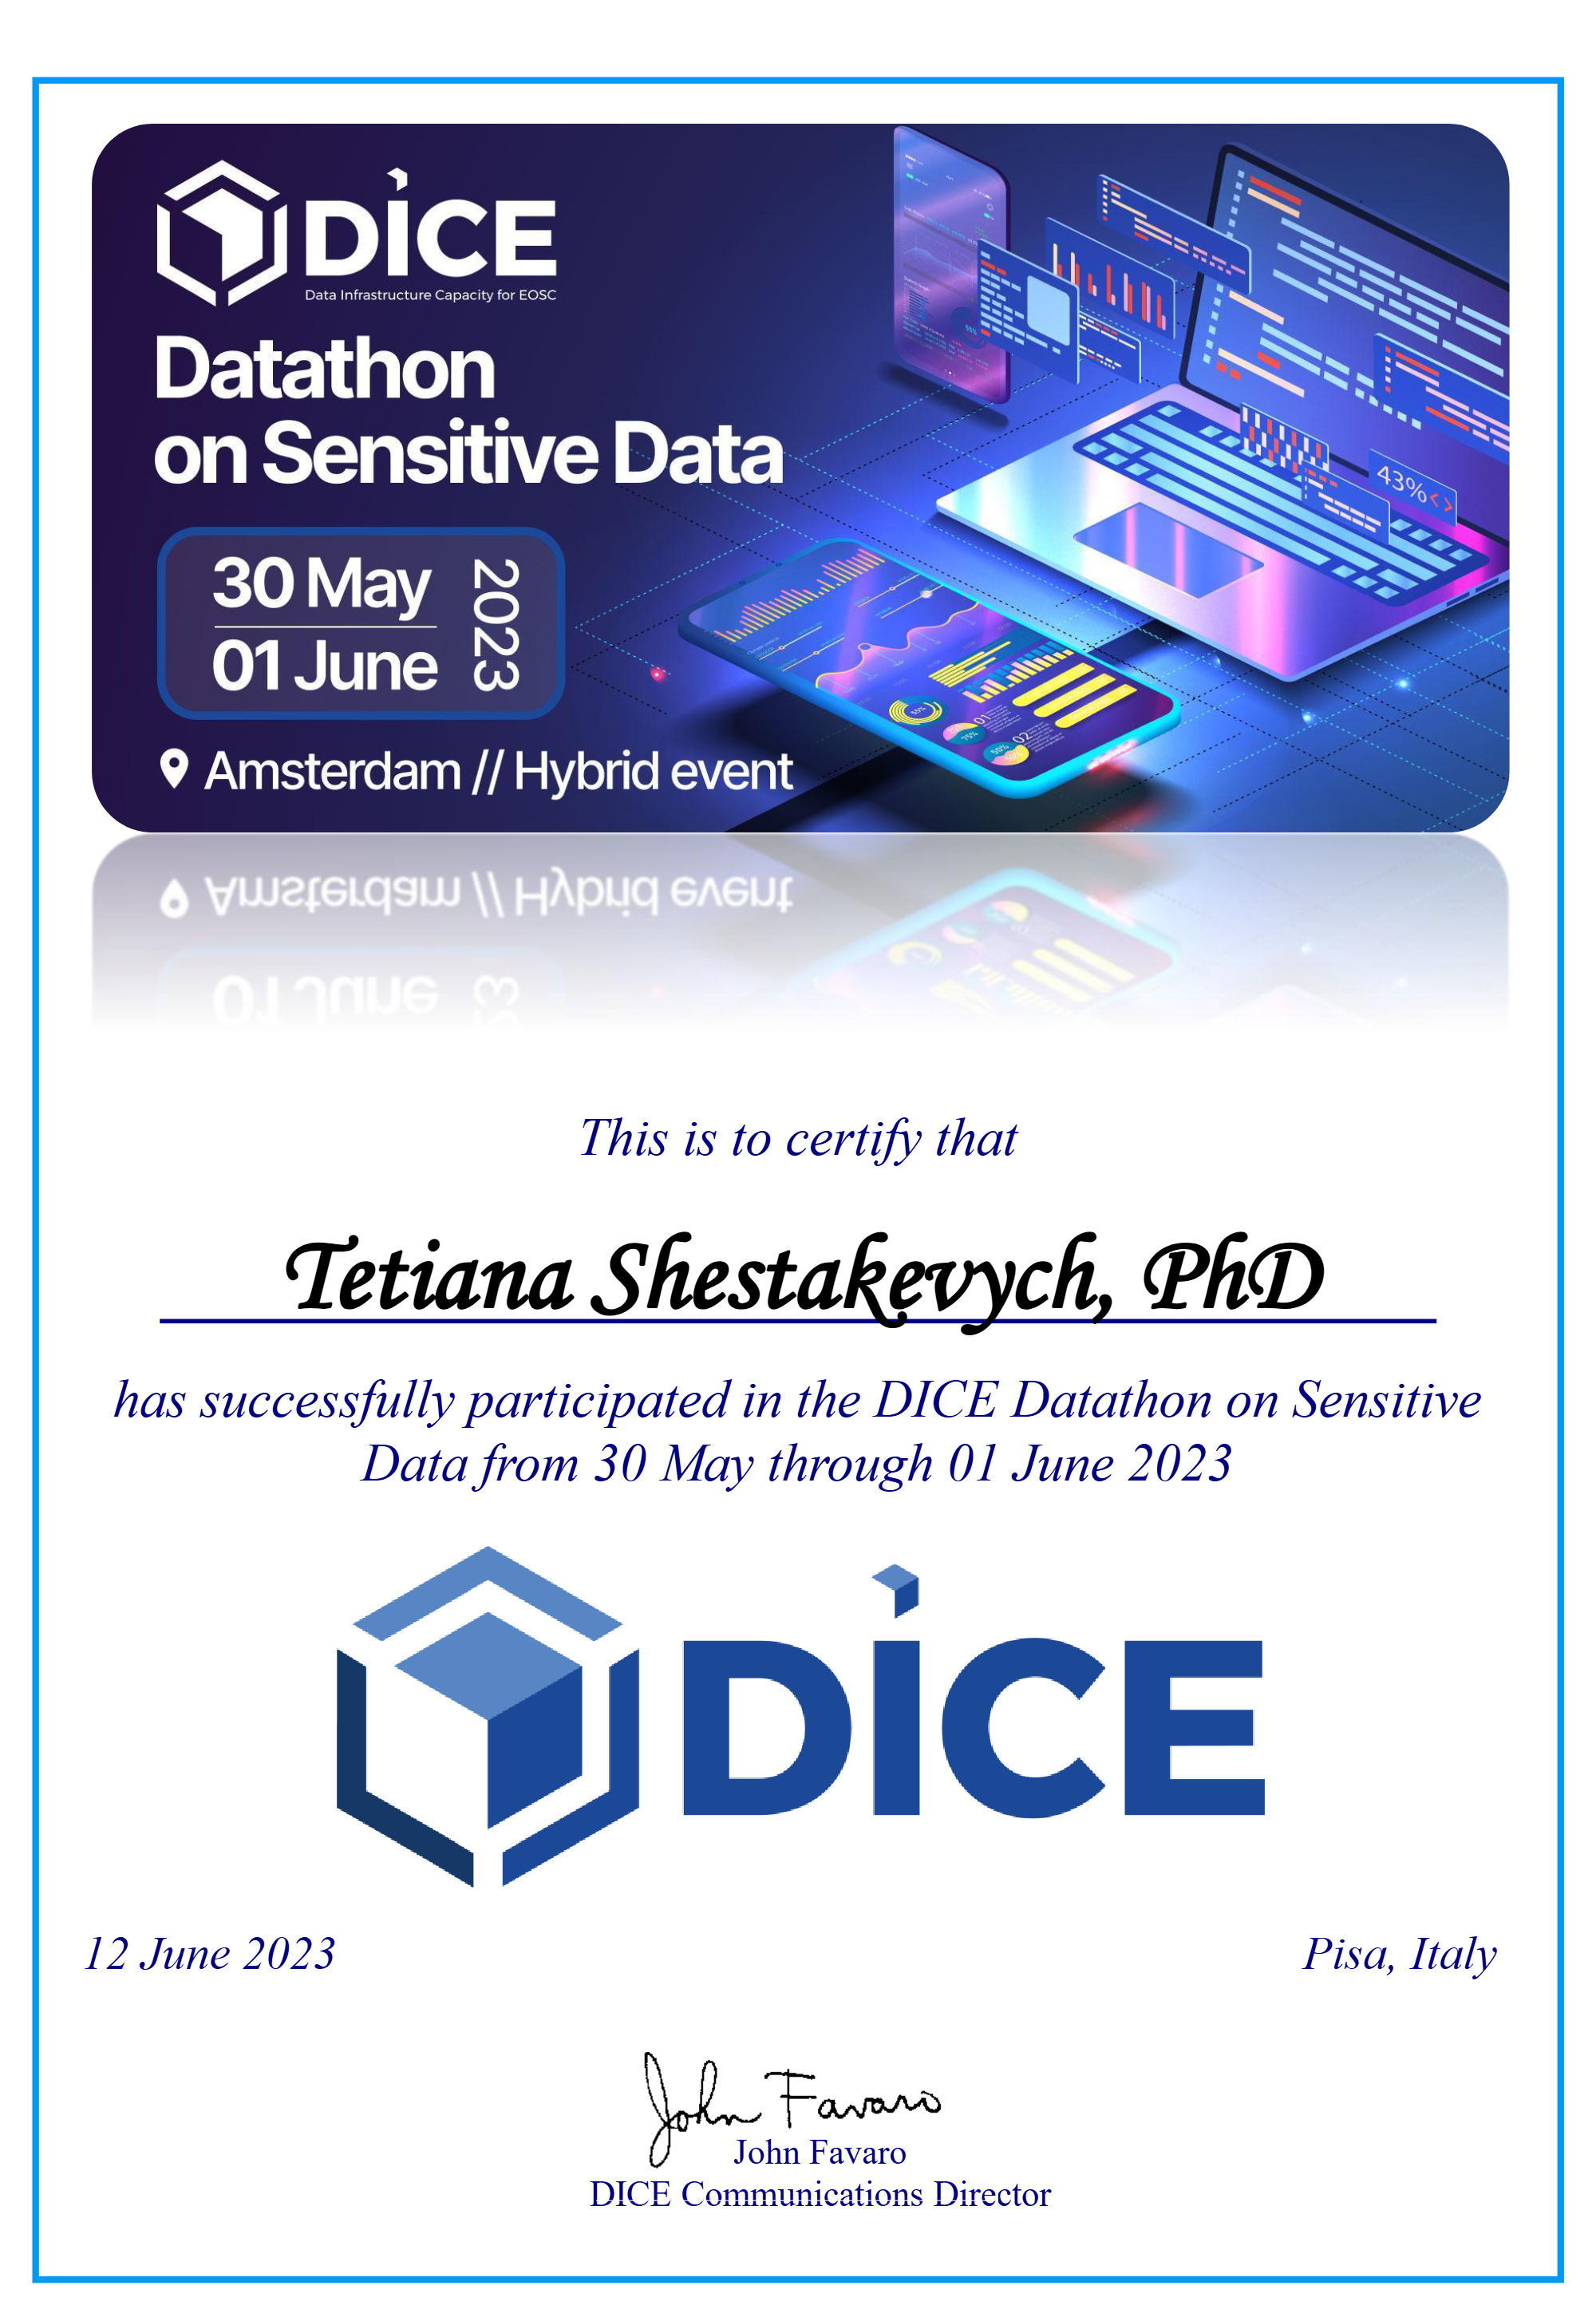 DiCE
Data Infrastructure Capacity for EOSC
Datathon
on Sensitive Data
30 May
01 June
2023
Amsterdam // Hybrid event
43%<>
This is to certify that
Tetiana Shestakevych, PhD
has successfully participated in the DICE Datathon on Sensitive
Data from 30 May through 01 June 2023
DiCE
12 June 2023
Pisa, Italy
John Favaro
John Favaro
DICE Communications Director